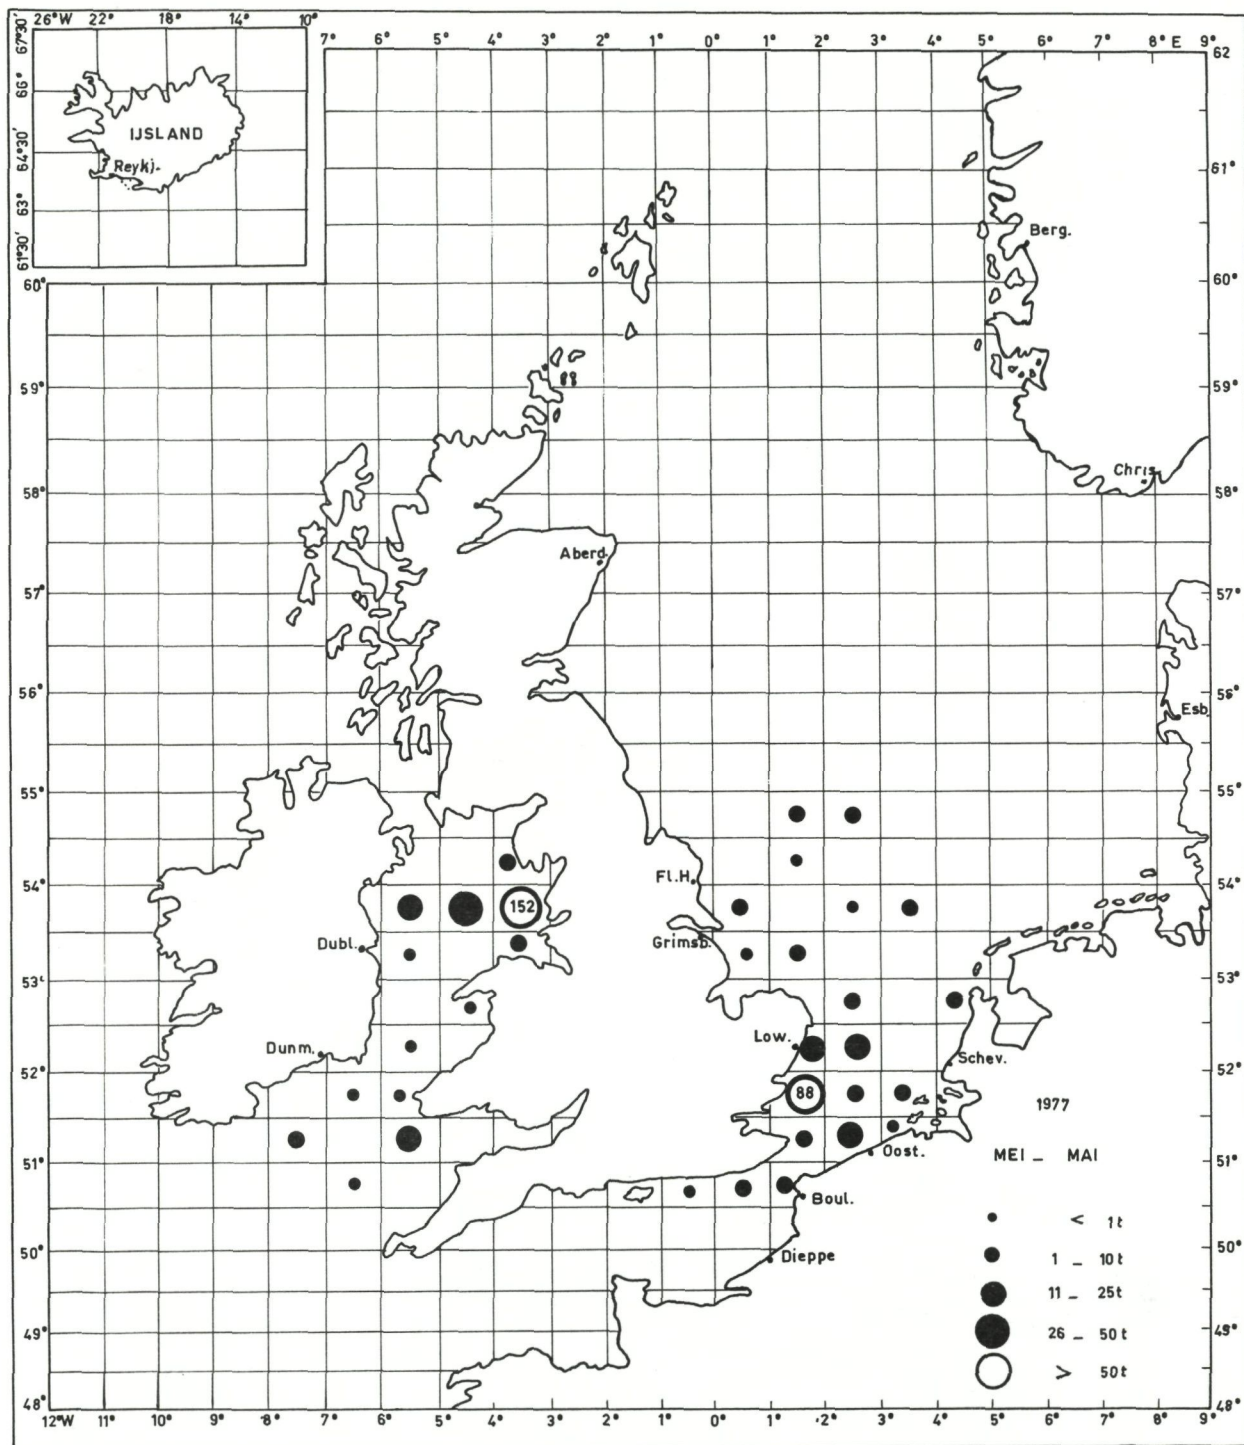 26°W 22° 18° 14° 10°
67°30' 66° 64°30' 63° 61°30'
IJSLAND
Reykj.
7° 6° 5° 4° 3° 2° 1° 0° 1° 2° 3° 4° 5° 6° 7° 8° E 9°
62
61°
60° 60°
59° 59°
58° 58°
57° 57°
56° 56°
55° 55°
54° 54°
53° 53°
52° 52°
51° 51°
50° 50°
49° 49°
48° 48°
12°W 11° 10° 9° 8° 7° 6° 5° 4° 3° 2° 1° 0° 1° 2° 3° 4° 5° 6° 7° 8° 9°
Berg.
Chris.
Aberd.
Esb.
Fl.H.
152
Dubl.
Grimsb.
Low.
Dunm.
Schev.
88
Oost.
Boul.
Dieppe
1977
MEI _ MAI
< 1t
1 _ 10t
11 _ 25t
26 _ 50t
> 50t